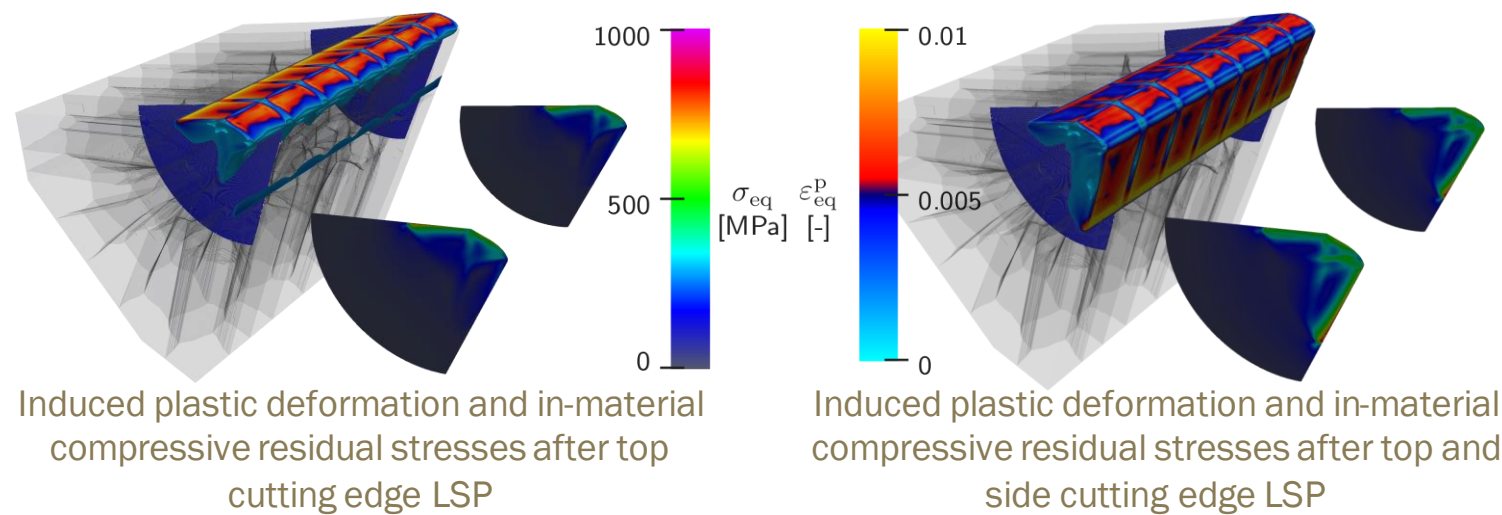 1000
500
0
σeq
[MPa]
εᵖeq
[-]
0.01
0.005
0
Induced plastic deformation and in-material
compressive residual stresses after top
cutting edge LSP
Induced plastic deformation and in-material
compressive residual stresses after top and
side cutting edge LSP